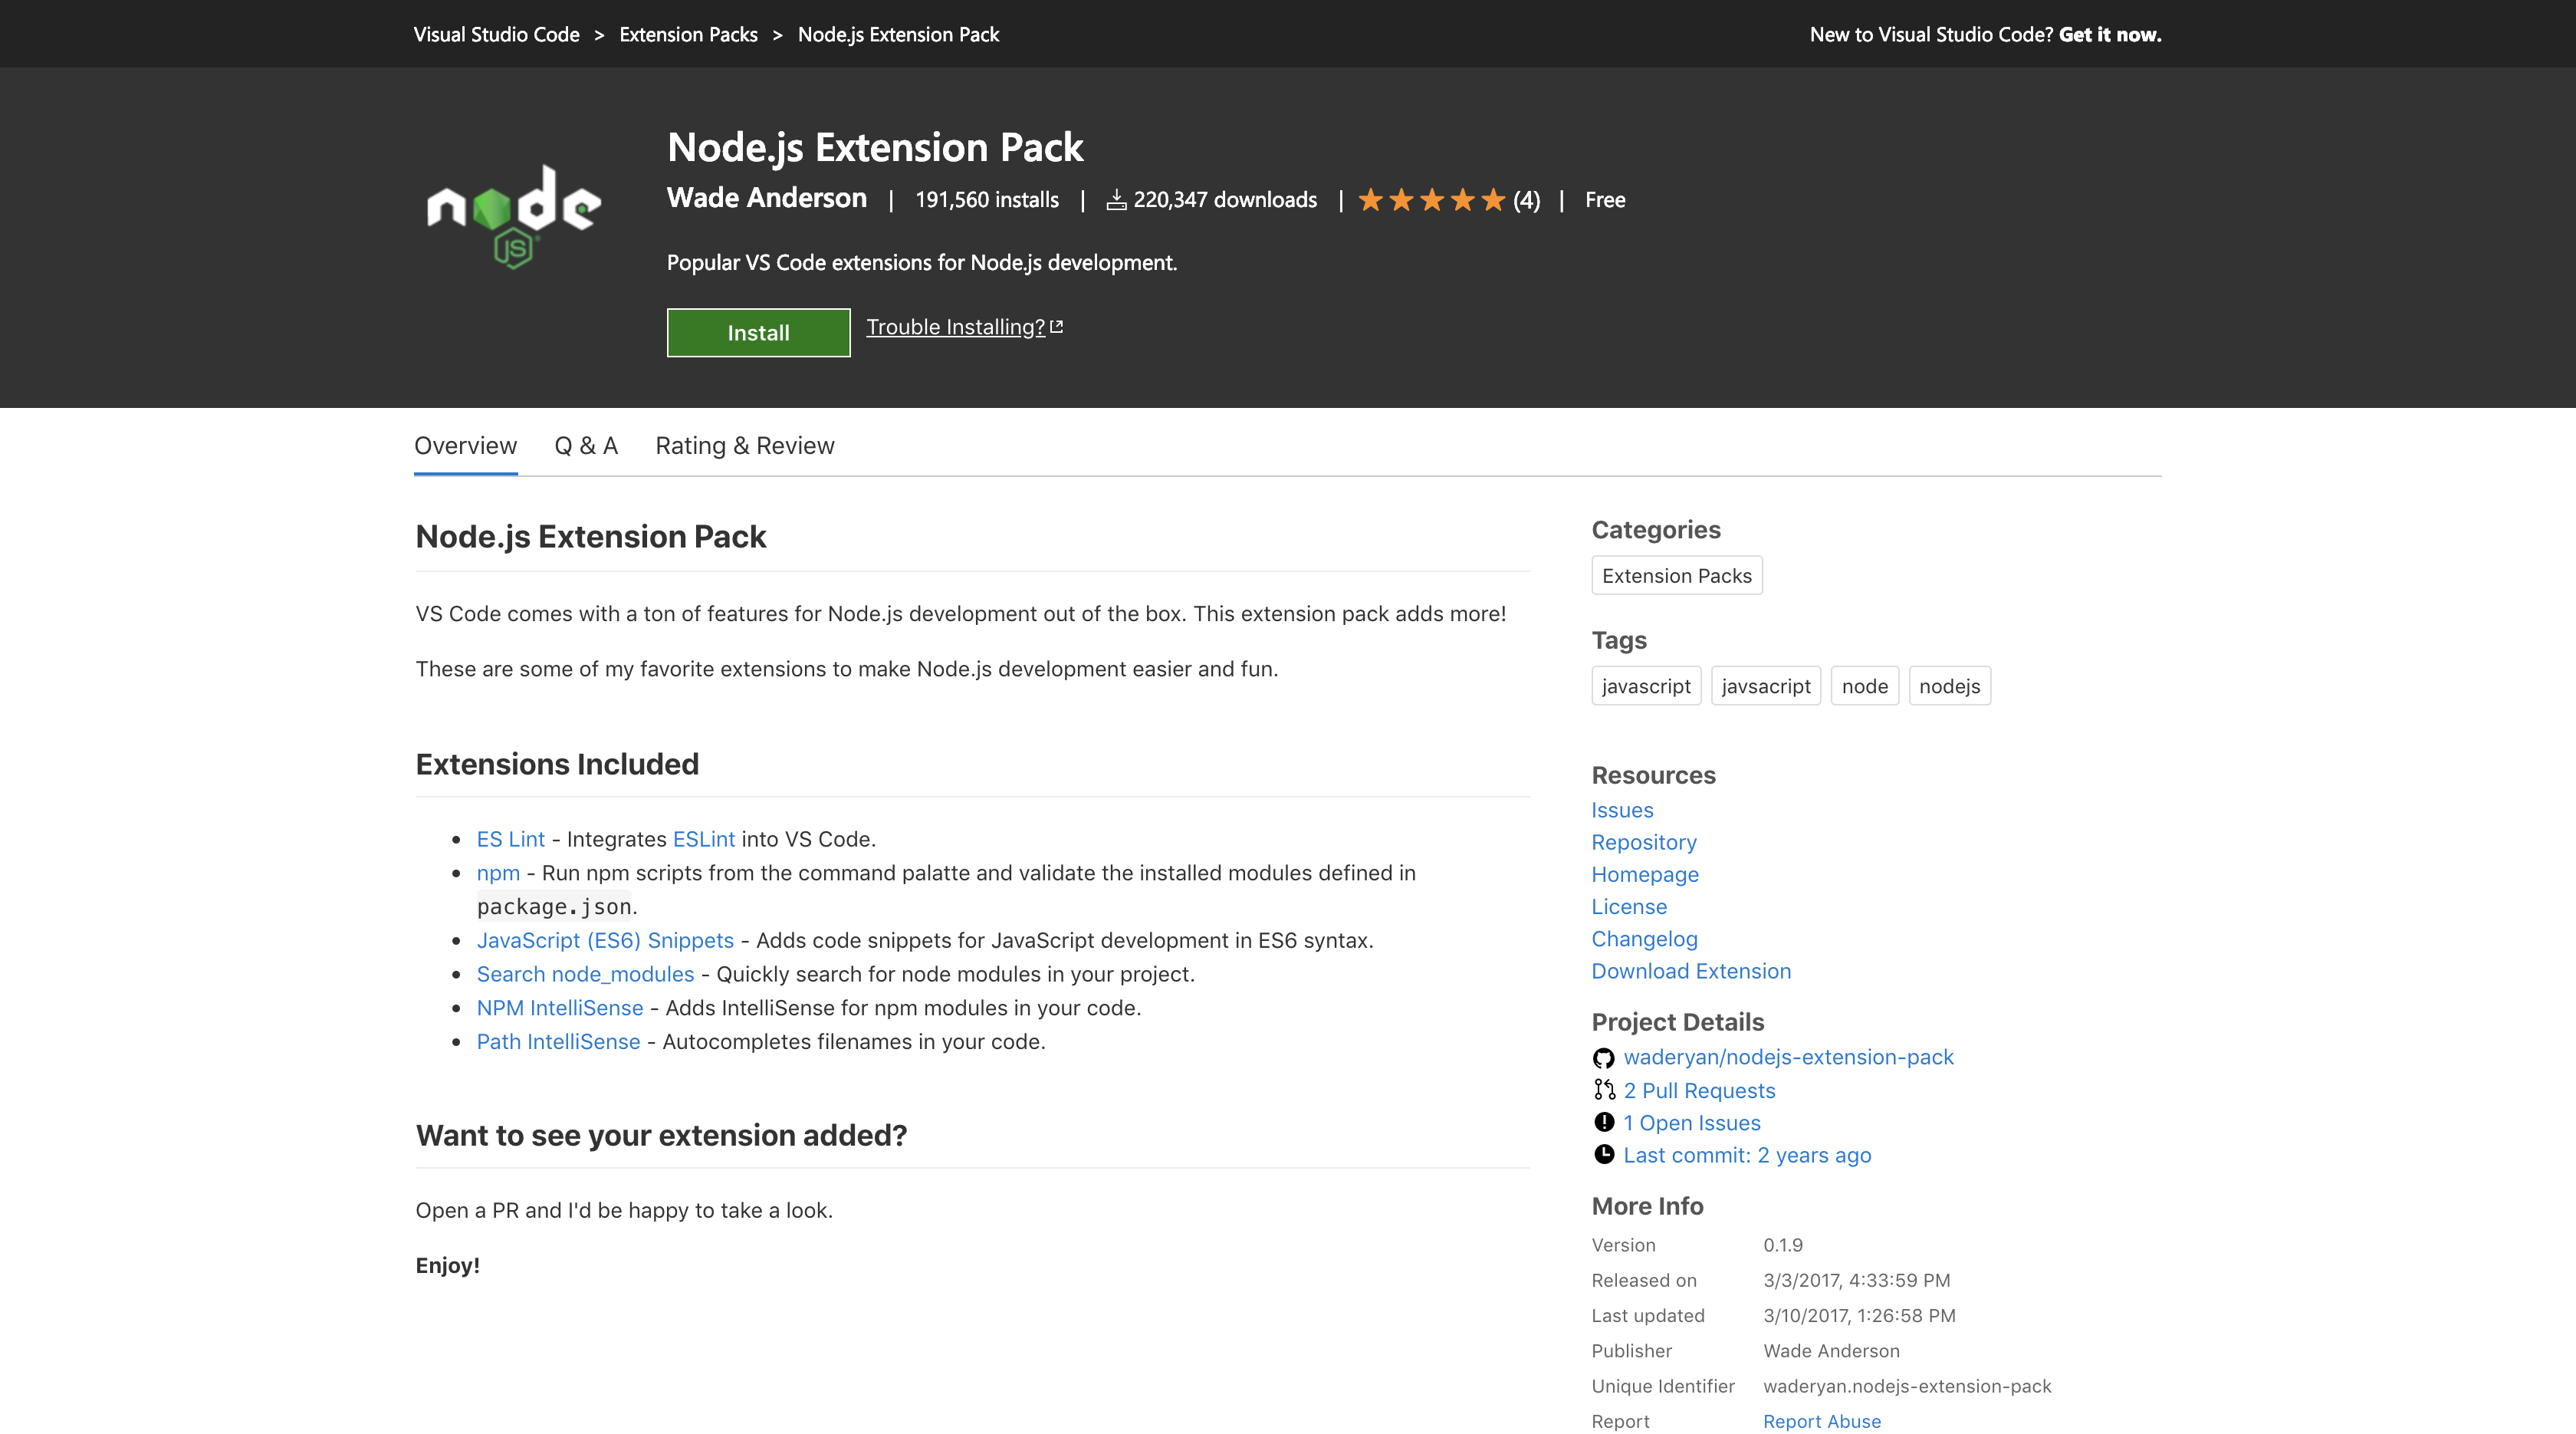 Visual Studio Code > Extension Packs > Node.js Extension Pack
New to Visual Studio Code? Get it now.
node
JS
Node.js Extension Pack
Wade Anderson | 191,560 installs | 220,347 downloads | (4) | Free
Popular VS Code extensions for Node.js development.
Install
Trouble Installing?
Overview Q & A Rating & Review
Node.js Extension Pack
VS Code comes with a ton of features for Node.js development out of the box. This extension pack adds more!
These are some of my favorite extensions to make Node.js development easier and fun.
Extensions Included
ES Lint - Integrates ESLint into VS Code.
npm - Run npm scripts from the command palatte and validate the installed modules defined in
package.json.
JavaScript (ES6) Snippets - Adds code snippets for JavaScript development in ES6 syntax.
Search node_modules - Quickly search for node modules in your project.
NPM IntelliSense - Adds IntelliSense for npm modules in your code.
Path IntelliSense - Autocompletes filenames in your code.
Want to see your extension added?
Open a PR and I'd be happy to take a look.
Enjoy!
Categories
Extension Packs
Tags
javascript javsacript node nodejs
Resources
Issues
Repository
Homepage
License
Changelog
Download Extension
Project Details
waderyan/nodejs-extension-pack
2 Pull Requests
1 Open Issues
Last commit: 2 years ago
More Info
Version 0.1.9
Released on 3/3/2017, 4:33:59 PM
Last updated 3/10/2017, 1:26:58 PM
Publisher Wade Anderson
Unique Identifier waderyan.nodejs-extension-pack
Report Report Abuse